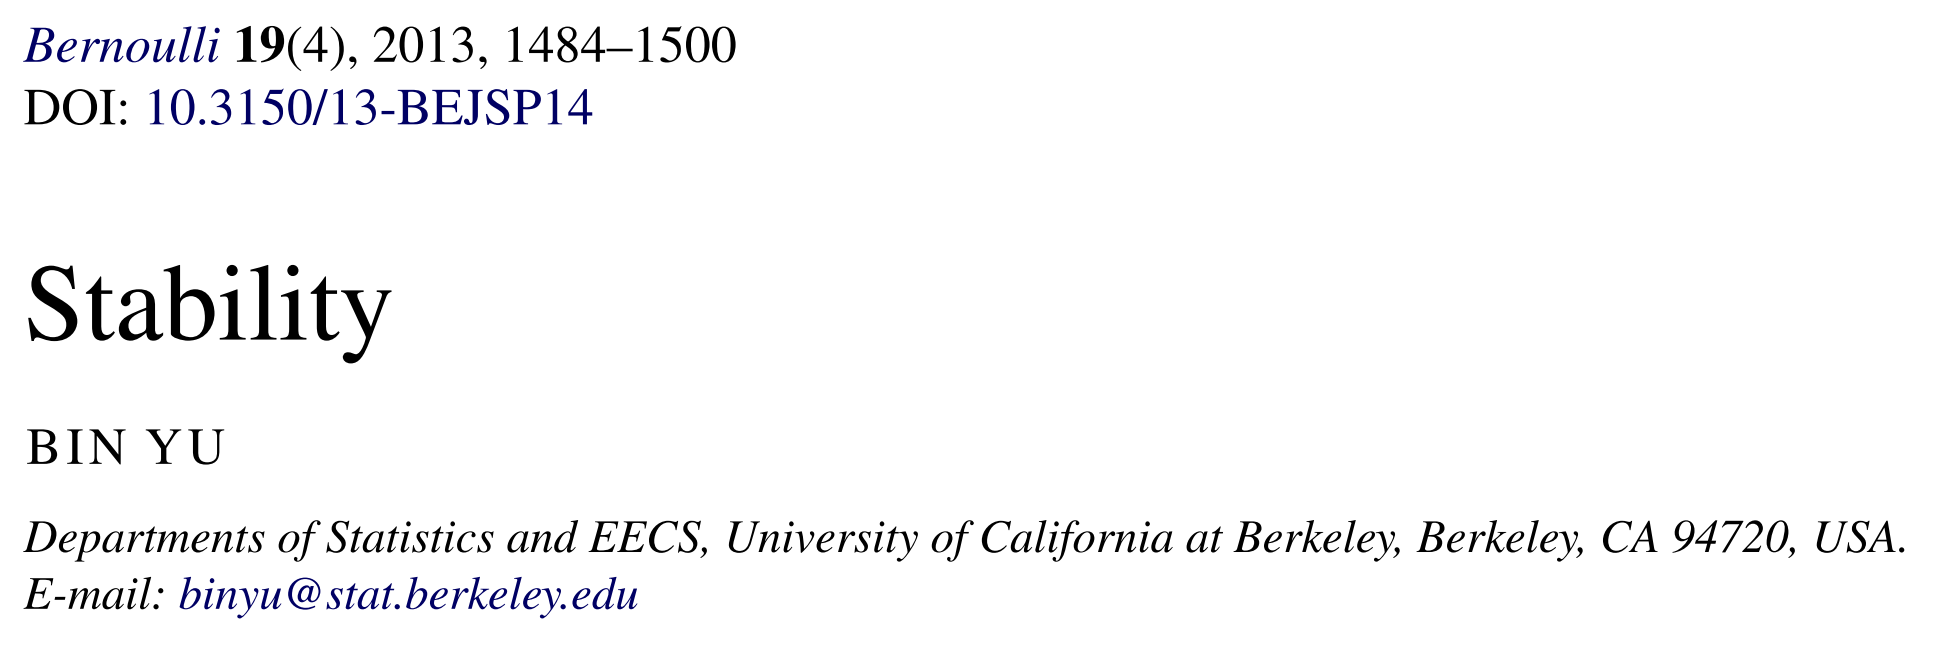 Bernoulli 19(4), 2013, 1484–1500
DOI: 10.3150/13-BEJSP14
Stability
BIN YU
Departments of Statistics and EECS, University of California at Berkeley, Berkeley, CA 94720, USA.
E-mail: binyu@stat.berkeley.edu